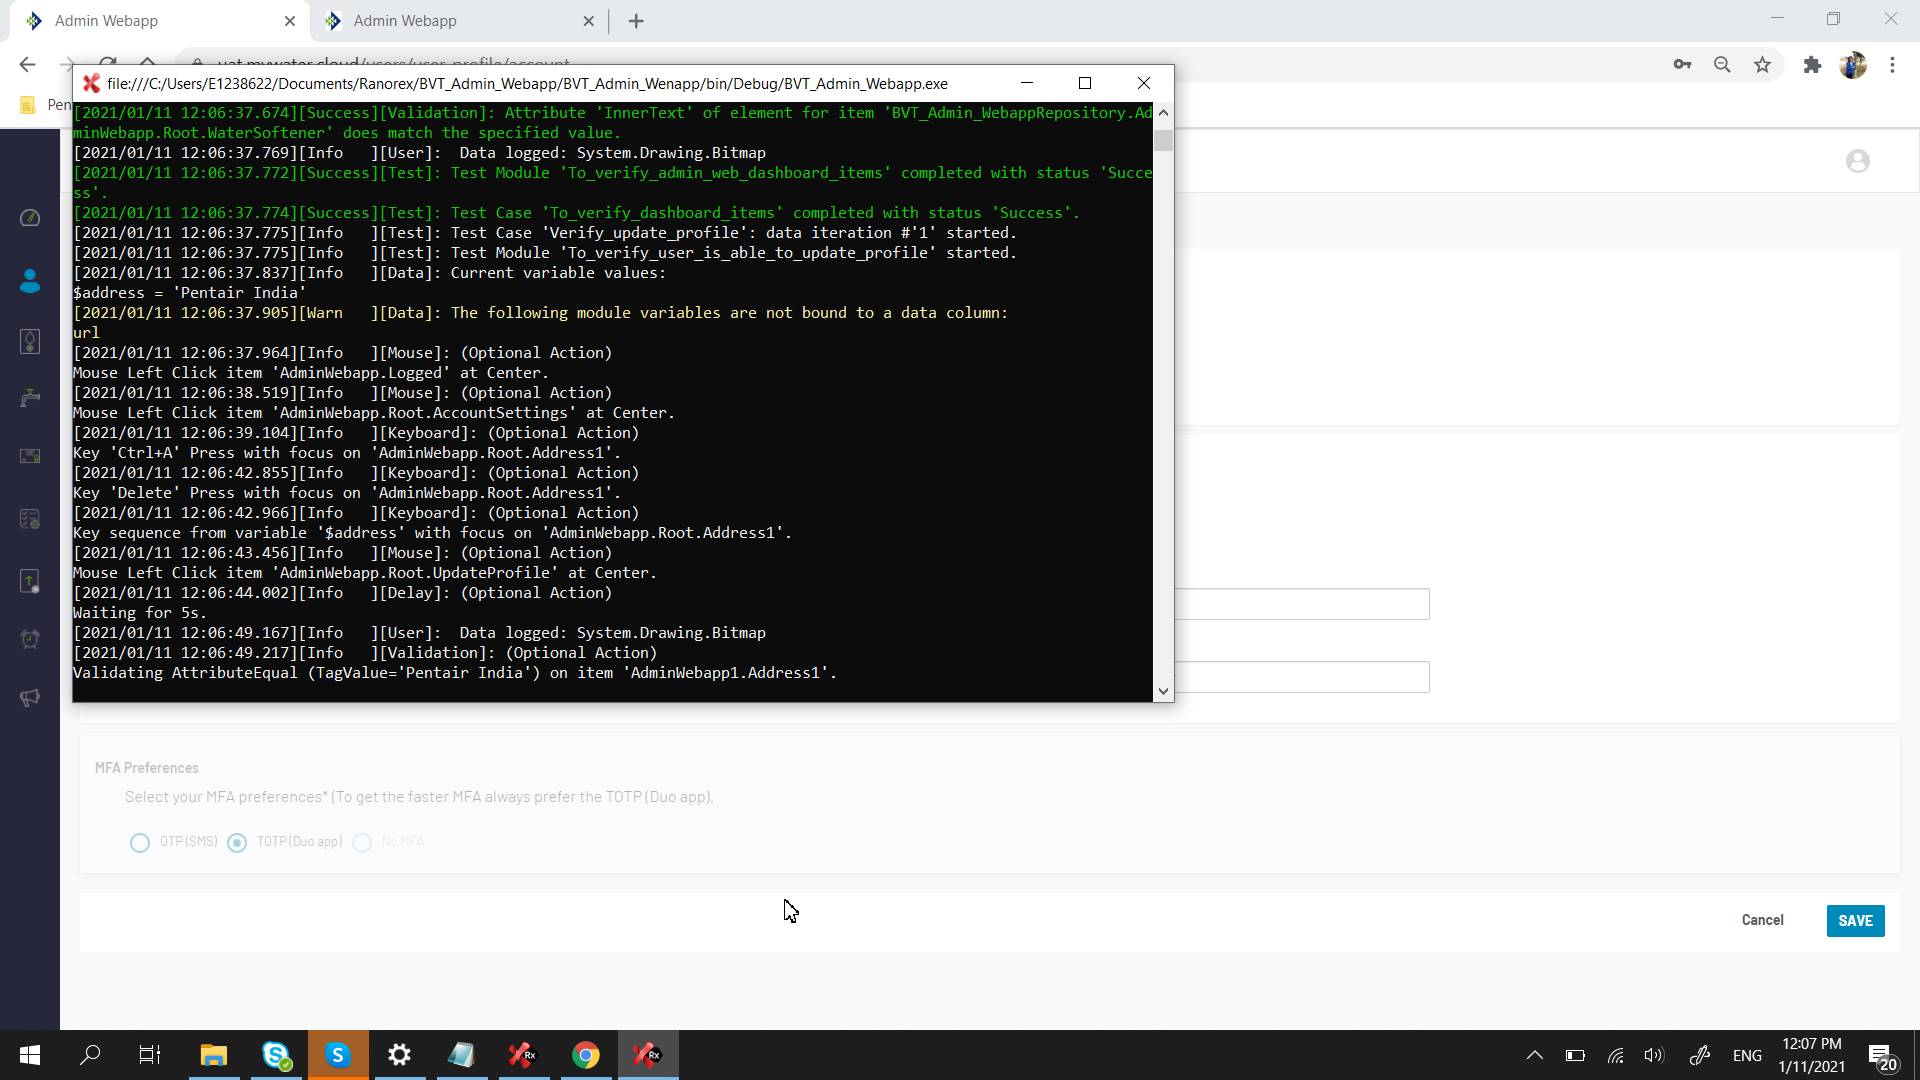 Admin Webapp
Admin Webapp
uat.mywater.cloud/users/user_profile/account
Pen
file:///C:/Users/E1238622/Documents/Ranorex/BVT_Admin_Webapp/BVT_Admin_Wenapp/bin/Debug/BVT_Admin_Webapp.exe
[2021/01/11 12:06:37.674][Success][Validation]: Attribute 'InnerText' of element for item 'BVT_Admin_WebappRepository.Ad
minWebapp.Root.WaterSoftener' does match the specified value.
[2021/01/11 12:06:37.769][Info   ][User]:  Data logged: System.Drawing.Bitmap
[2021/01/11 12:06:37.772][Success][Test]: Test Module 'To_verify_admin_web_dashboard_items' completed with status 'Succe
ss'.
[2021/01/11 12:06:37.774][Success][Test]: Test Case 'To_verify_dashboard_items' completed with status 'Success'.
[2021/01/11 12:06:37.775][Info   ][Test]: Test Case 'Verify_update_profile': data iteration #'1' started.
[2021/01/11 12:06:37.775][Info   ][Test]: Test Module 'To_verify_user_is_able_to_update_profile' started.
[2021/01/11 12:06:37.837][Info   ][Data]: Current variable values:
$address = 'Pentair India'
[2021/01/11 12:06:37.905][Warn   ][Data]: The following module variables are not bound to a data column:
url
[2021/01/11 12:06:37.964][Info   ][Mouse]: (Optional Action)
Mouse Left Click item 'AdminWebapp.Logged' at Center.
[2021/01/11 12:06:38.519][Info   ][Mouse]: (Optional Action)
Mouse Left Click item 'AdminWebapp.Root.AccountSettings' at Center.
[2021/01/11 12:06:39.104][Info   ][Keyboard]: (Optional Action)
Key 'Ctrl+A' Press with focus on 'AdminWebapp.Root.Address1'.
[2021/01/11 12:06:42.855][Info   ][Keyboard]: (Optional Action)
Key 'Delete' Press with focus on 'AdminWebapp.Root.Address1'.
[2021/01/11 12:06:42.966][Info   ][Keyboard]: (Optional Action)
Key sequence from variable '$address' with focus on 'AdminWebapp.Root.Address1'.
[2021/01/11 12:06:43.456][Info   ][Mouse]: (Optional Action)
Mouse Left Click item 'AdminWebapp.Root.UpdateProfile' at Center.
[2021/01/11 12:06:44.002][Info   ][Delay]: (Optional Action)
Waiting for 5s.
[2021/01/11 12:06:49.167][Info   ][User]:  Data logged: System.Drawing.Bitmap
[2021/01/11 12:06:49.217][Info   ][Validation]: (Optional Action)
Validating AttributeEqual (TagValue='Pentair India') on item 'AdminWebapp1.Address1'.
MFA Preferences
Select your MFA preferences* (To get the faster MFA always prefer the TOTP (Duo app).
OTP (SMS) TOTP (Duo app) No MFA
Cancel SAVE
ENG
12:07 PM
1/11/2021
20